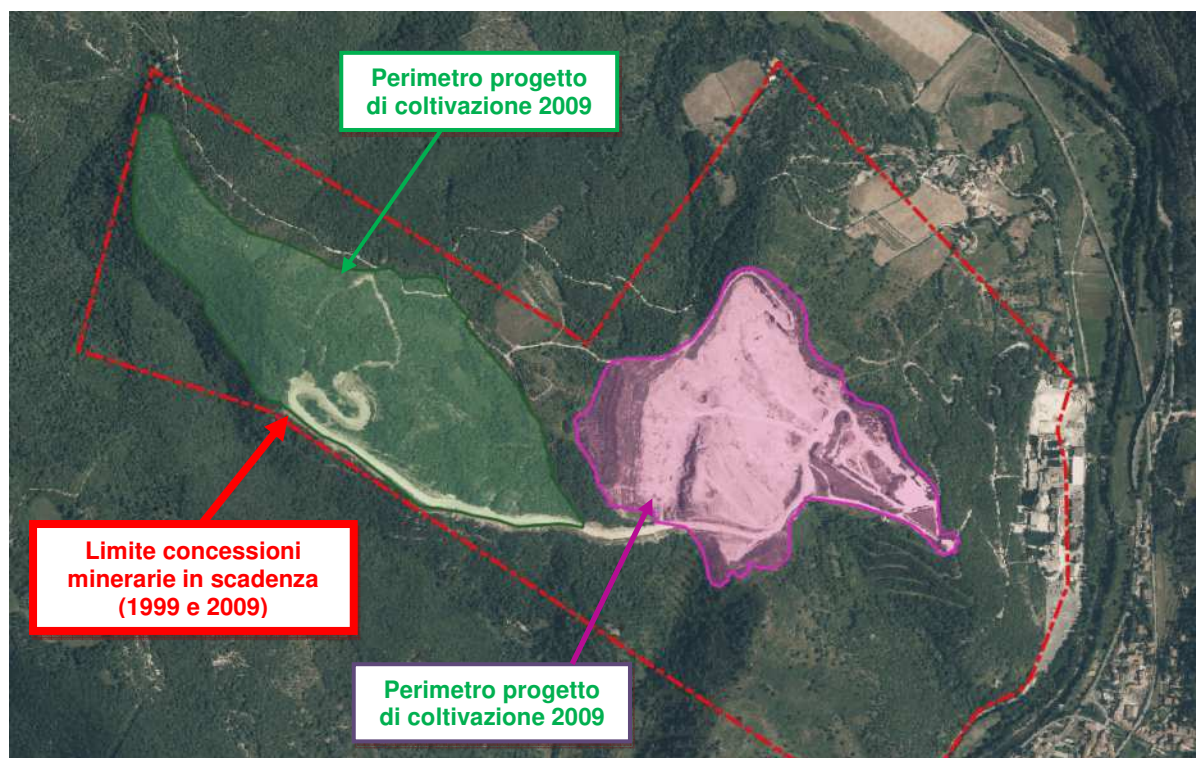 Perimetro progetto
di coltivazione 2009
Limite concessioni
minerarie in scadenza
(1999 e 2009)
Perimetro progetto
di coltivazione 2009